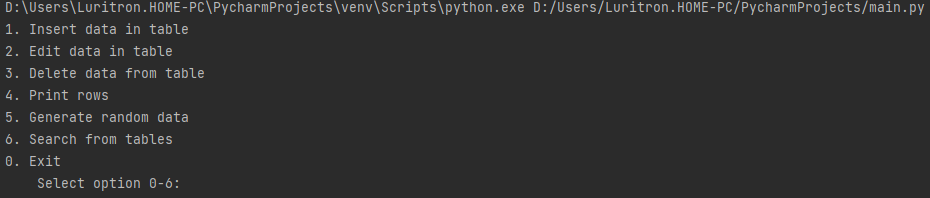 D:\Users\Luritron.HOME-PC\PycharmProjects\venv\Scripts\python.exe D:/Users/Luritron.HOME-PC/PycharmProjects/main.py
1. Insert data in table
2. Edit data in table
3. Delete data from table
4. Print rows
5. Generate random data
6. Search from tables
0. Exit
Select option 0-6: